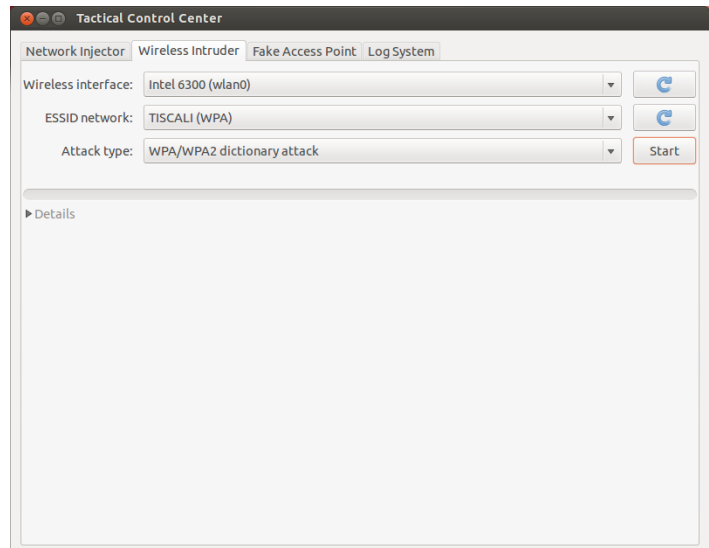 Tactical Control Center
Network Injector Wireless Intruder Fake Access Point Log System
Wireless interface: Intel 6300 (wlan0)
ESSID network: TISCALI (WPA)
Attack type: WPA/WPA2 dictionary attack Start
Details